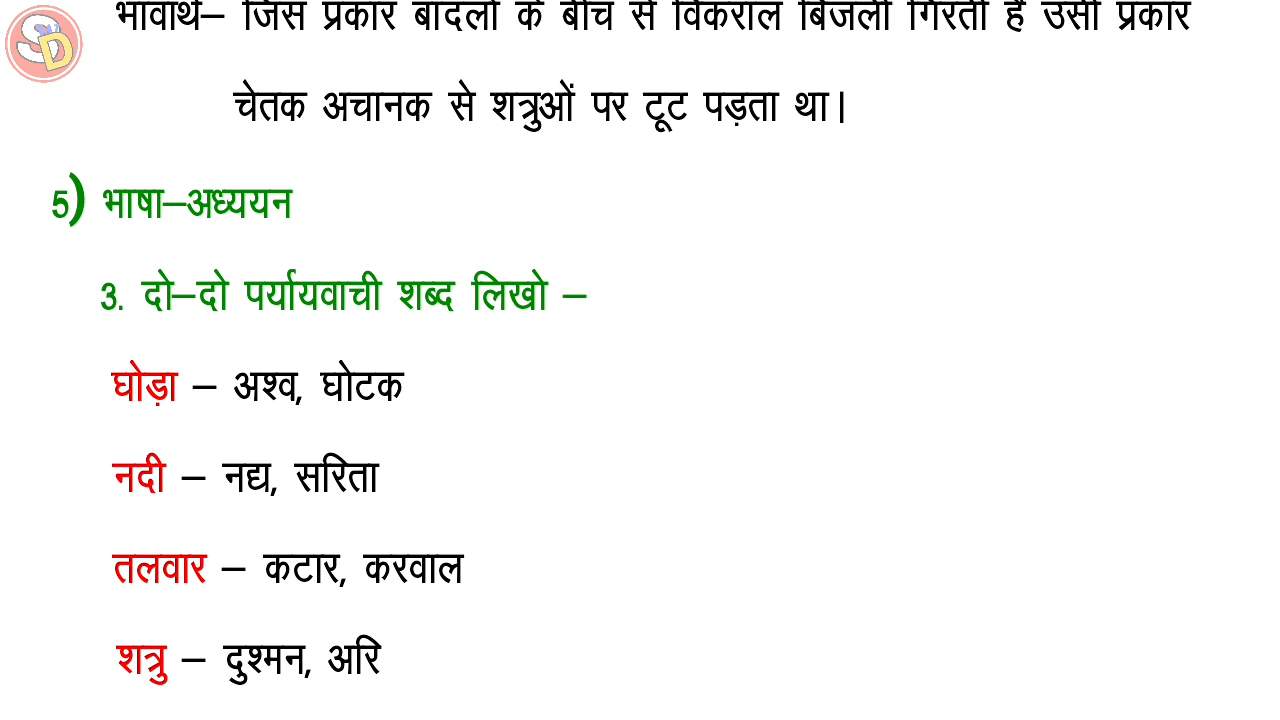 भावार्थ– जिस प्रकार बादलों के बीच से विकराल बिजली गिरती है उसी प्रकार
चेतक अचानक से शत्रुओं पर टूट पड़ता था।
5) भाषा–अध्ययन
3. दो–दो पर्यायवाची शब्द लिखो –
घोड़ा – अश्व, घोटक
नदी – नद्य, सरिता
तलवार – कटार, करवाल
शत्रु – दुश्मन, अरि